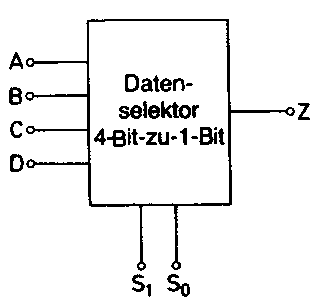 A
B
C
D
Daten-
selektor
4-Bit-zu-1-Bit
Z
S₁ S₀